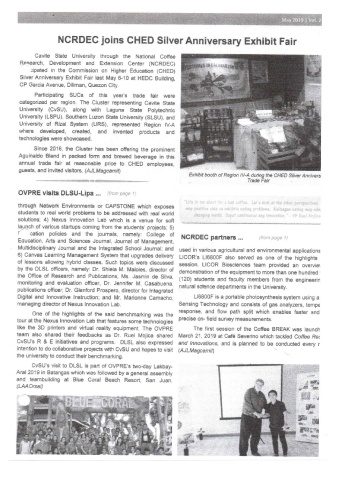 May 2019 | Vol. 2
NCRDEC joins CHED Silver Anniversary Exhibit Fair
Cavite State University through the National Coffee
Research, Development and Extension Center (NCRDEC)
cipated in the Commission on Higher Education (CHED)
Silver Anniversary Exhibit Fair last May 8-10 at HEDC Building,
CP Garcia Avenue, Diliman, Quezon City.
Participating SUCs of this year's trade fair were
categorized per region. The Cluster representing Cavite State
University (CvSU), along with Laguna State Polytechnic
University (LSPU), Southern Luzon State University (SLSU), and
University of Rizal System (URS), represented Region IV-A
where developed, created, and invented products and
technologies were showcased.
Since 2018, the Cluster has been offering the prominent
Aguinaldo Blend in packed form and brewed beverage in this
annual trade fair at reasonable price to CHED employees,
guests, and invited visitors. (AJLMagcamit)
Exhibit booth of Region IV-A during the CHED Silver Annivers
Trade Fair
OVPRE visits DLSU-Lipa ... (from page 1)
through Network Environments or CAPSTONE which exposes
students to real world problems to be addressed with real world
solutions; 4) Nexus Innovation Lab which is a venue for soft
launch of various startups coming from the students projects; 5)
cation policies and the journals, namely: College of
Education, Arts and Sciences Journal, Journal of Management,
Multidisciplinary Journal and the Integrated School Journal; and
6) Canvas Learning Management System that upgrades delivery
of lessons allowing hybrid classes. Such topics were discussed
by the DLSL officers, namely: Dr. Shiela M. Malipies, director of
the Office of Research and Publications, Ms. Jasmin de Silva,
monitoring and evaluation officer, Dr. Jennifer M. Casabuena,
publications officer; Dr. Glenford Prospero, director for Integrated
Digital and Innovative Instruction; and Mr. Marionne Camacho,
managing director of Nexus Innovation Lab.
One of the highlights of the said benchmarking was the
tour at the Nexus Innovation Lab that features some technologies
like the 3D printers and virtual reality equipment. The OVPRE
team also shared their feedbacks as Dr. Ruel Mojica shared
CvSU's R & E Initiatives and programs. DLSL also expressed
intention to do collaborative projects with CvSU and hopes to visit
the university to conduct their benchmarking.
CvSU's visit to DLSL is part of OVPRE's two-day Lakbay-
Aral 2019 in Batangas which was followed by a general assembly
and teambuilding at Blue Coral Beach Resort, San Juan.
(LAAOrsal)
NCRDEC partners ... (from page 1)
used in various agricultural and environmental applications
LICOR's LI6800F also served as one of the highlights
session. LICOR Biosciences team provided an overview
demonstration of the equipment to more than one hundred
(120) students and faculty members from the engineerin
natural science departments in the University.
LI6800F is a portable photosynthesis system using a
Sensing Technology and consists of gas analyzers, temps
response, and flow path split which enables faster and
precise on- field survey measurements.
The first session of the Coffee BREAK was launch
March 21, 2019 at Café Severino which tackled Coffee Res
and Innovations, and is planned to be conducted every r
(AJLMagcamit)